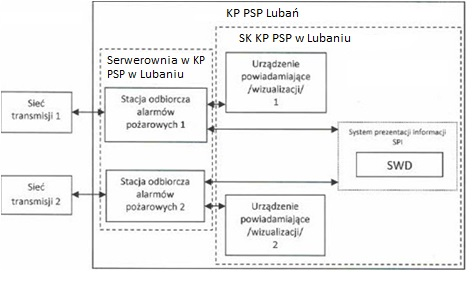 KP PSP Lubań
SK KP PSP w Lubaniu
Serwerownia w KP
PSP w Lubaniu
Urządzenie
powiadamiające
/wizualizacji/
1
Sieć
transmisji 1
Stacja odbiorcza
alarmów
pożarowych 1
System prezentacji informacji
SPI
SWD
Sieć
transmisji 2
Stacja odbiorcza
alarmów
pożarowych 2
Urządzenie
powiadamiające
/wizualizacji/
2